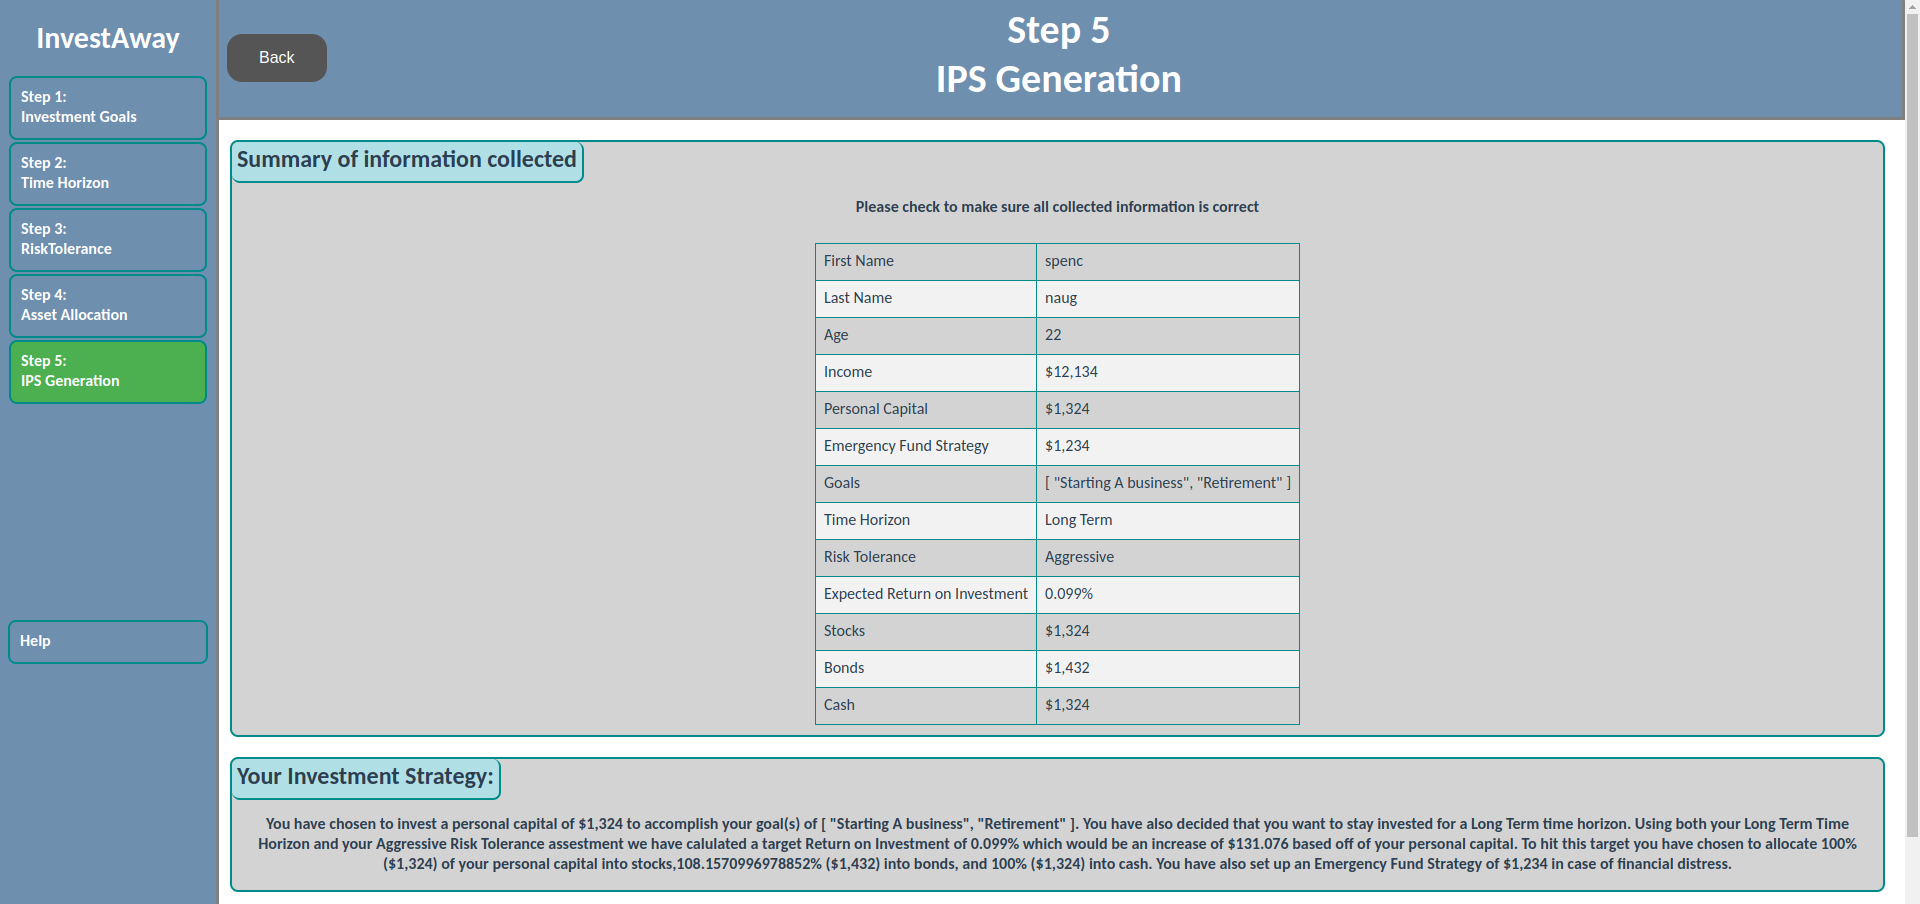 InvestAway
Step 1:
Investment Goals
Step 2:
Time Horizon
Step 3:
RiskTolerance
Step 4:
Asset Allocation
Step 5:
IPS Generation
Help
Back
Step 5
IPS Generation
Summary of information collected
Please check to make sure all collected information is correct
First Name spenc
Last Name naug
Age 22
Income $12,134
Personal Capital $1,324
Emergency Fund Strategy $1,234
Goals [ "Starting A business", "Retirement" ]
Time Horizon Long Term
Risk Tolerance Aggressive
Expected Return on Investment 0.099%
Stocks $1,324
Bonds $1,432
Cash $1,324
Your Investment Strategy:
You have chosen to invest a personal capital of $1,324 to accomplish your goal(s) of [ "Starting A business", "Retirement" ]. You have also decided that you want to stay invested for a Long Term time horizon. Using both your Long Term Time
Horizon and your Aggressive Risk Tolerance assestment we have calulated a target Return on Investment of 0.099% which would be an increase of $131.076 based off of your personal capital. To hit this target you have chosen to allocate 100%
($1,324) of your personal capital into stocks,108.1570996978852% ($1,432) into bonds, and 100% ($1,324) into cash. You have also set up an Emergency Fund Strategy of $1,234 in case of financial distress.